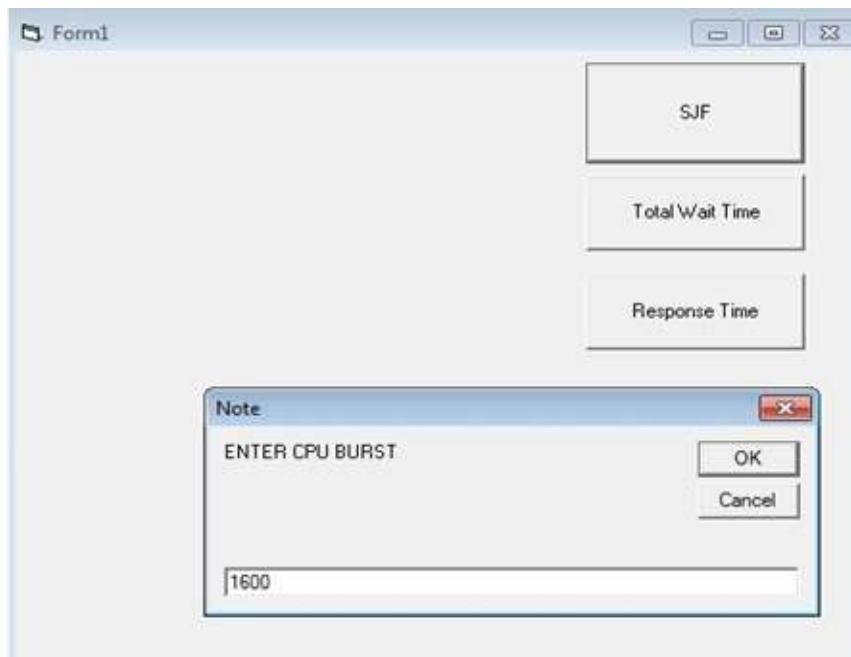 Form1
SJF
Total Wait Time
Response Time
Note
ENTER CPU BURST
OK
Cancel
1600